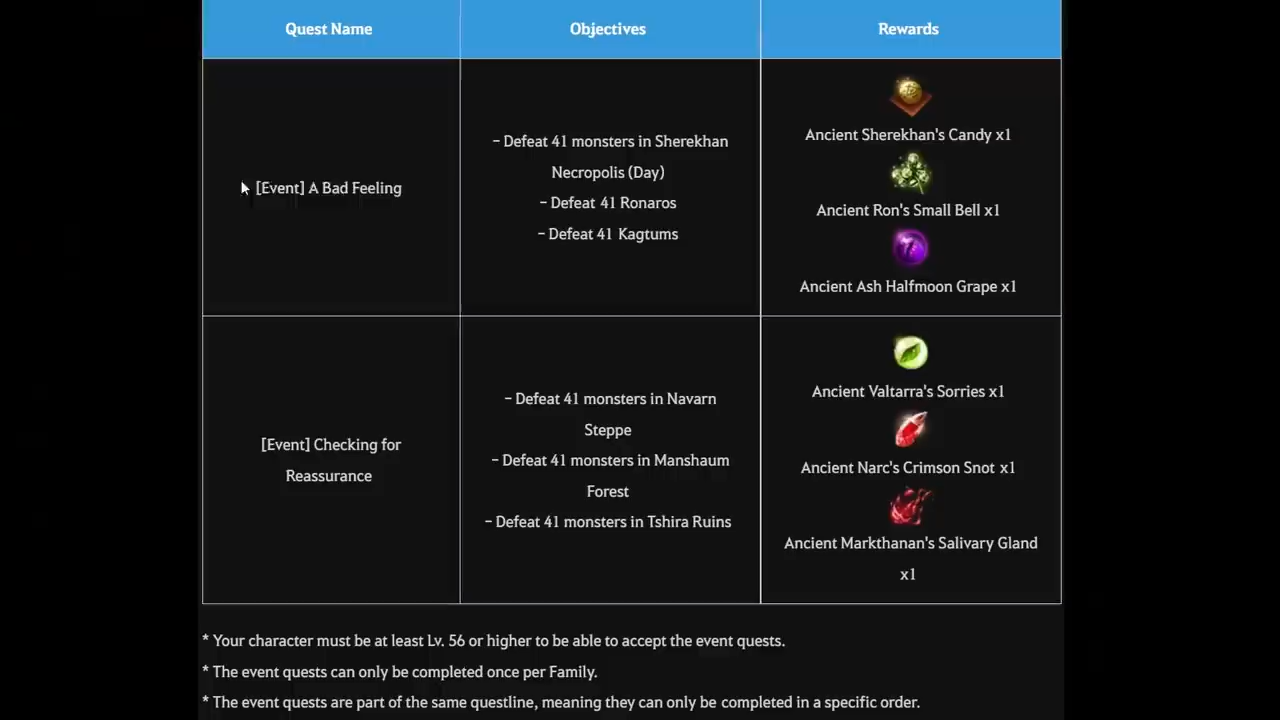 Quest Name
Objectives
Rewards
[Event] A Bad Feeling
- Defeat 41 monsters in Sherekhan
Necropolis (Day)
- Defeat 41 Ronaros
- Defeat 41 Kagtums
Ancient Sherekhan's Candy x1
Ancient Ron's Small Bell x1
Ancient Ash Halfmoon Grape x1
[Event] Checking for
Reassurance
- Defeat 41 monsters in Navarn
Steppe
- Defeat 41 monsters in Manshaum
Forest
- Defeat 41 monsters in Tshira Ruins
Ancient Valtarra's Sorries x1
Ancient Narc's Crimson Snot x1
Ancient Markthanan's Salivary Gland
x1
* Your character must be at least Lv. 56 or higher to be able to accept the event quests.
* The event quests can only be completed once per Family.
* The event quests are part of the same questline, meaning they can only be completed in a specific order.